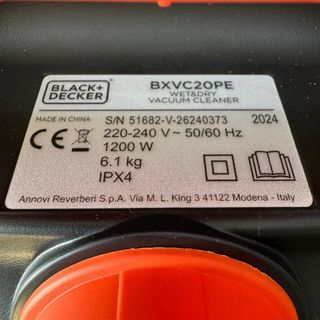 BLACK+
DECKER
BXVC20PE
WET&DRY
VACUUM CLEANER
MADE IN CHINA
S/N 51682-V-26240373
2024
220-240 V ~ 50/60 Hz
1200 W
6.1 kg
IPX4
CE
Annovi Reverberi S.p.A. Via M. L. King 3 41122 Modena - Italy